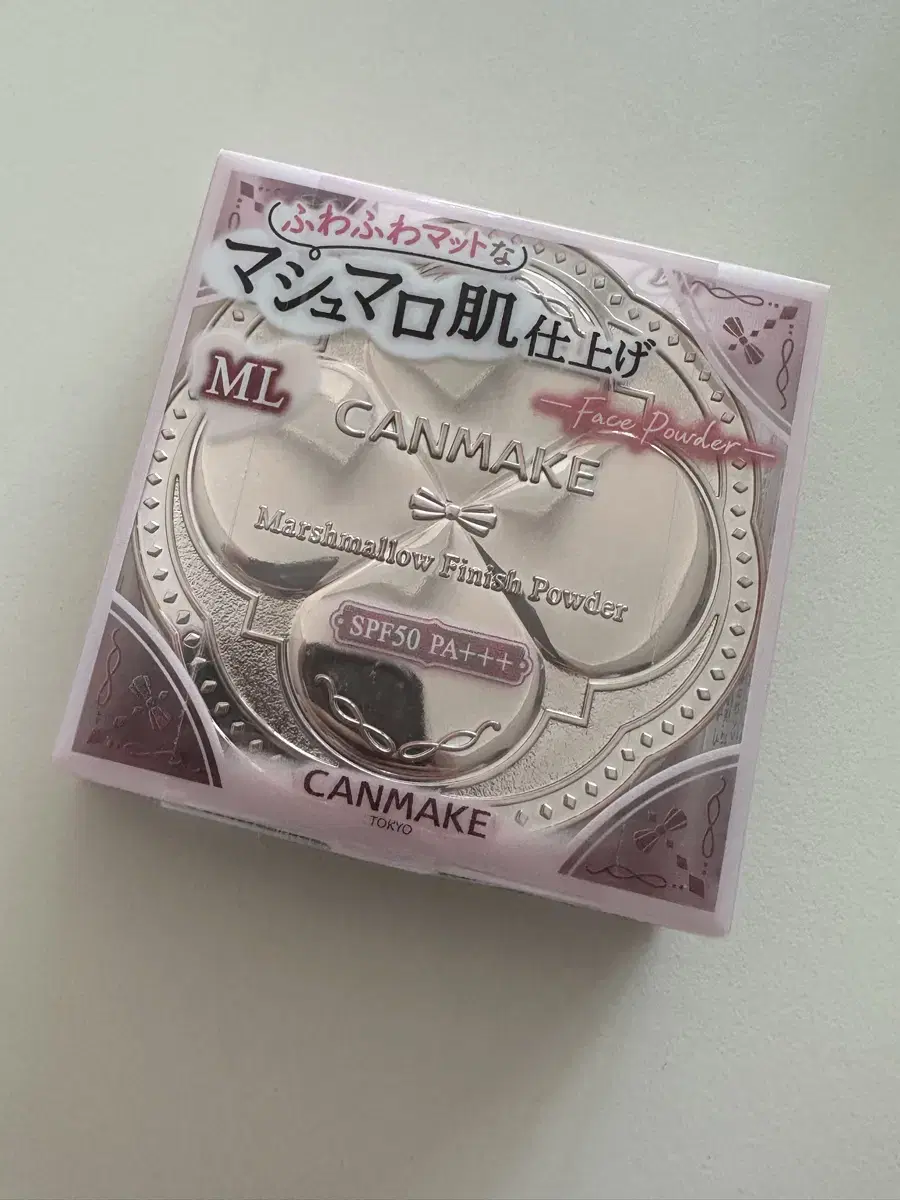 ふわふわマットな
マシュマロ肌仕上げ
ML
Face Powder
CANMAKE
Marshmallow Finish Powder
SPF50 PA+++
CANMAKE
TOKYO